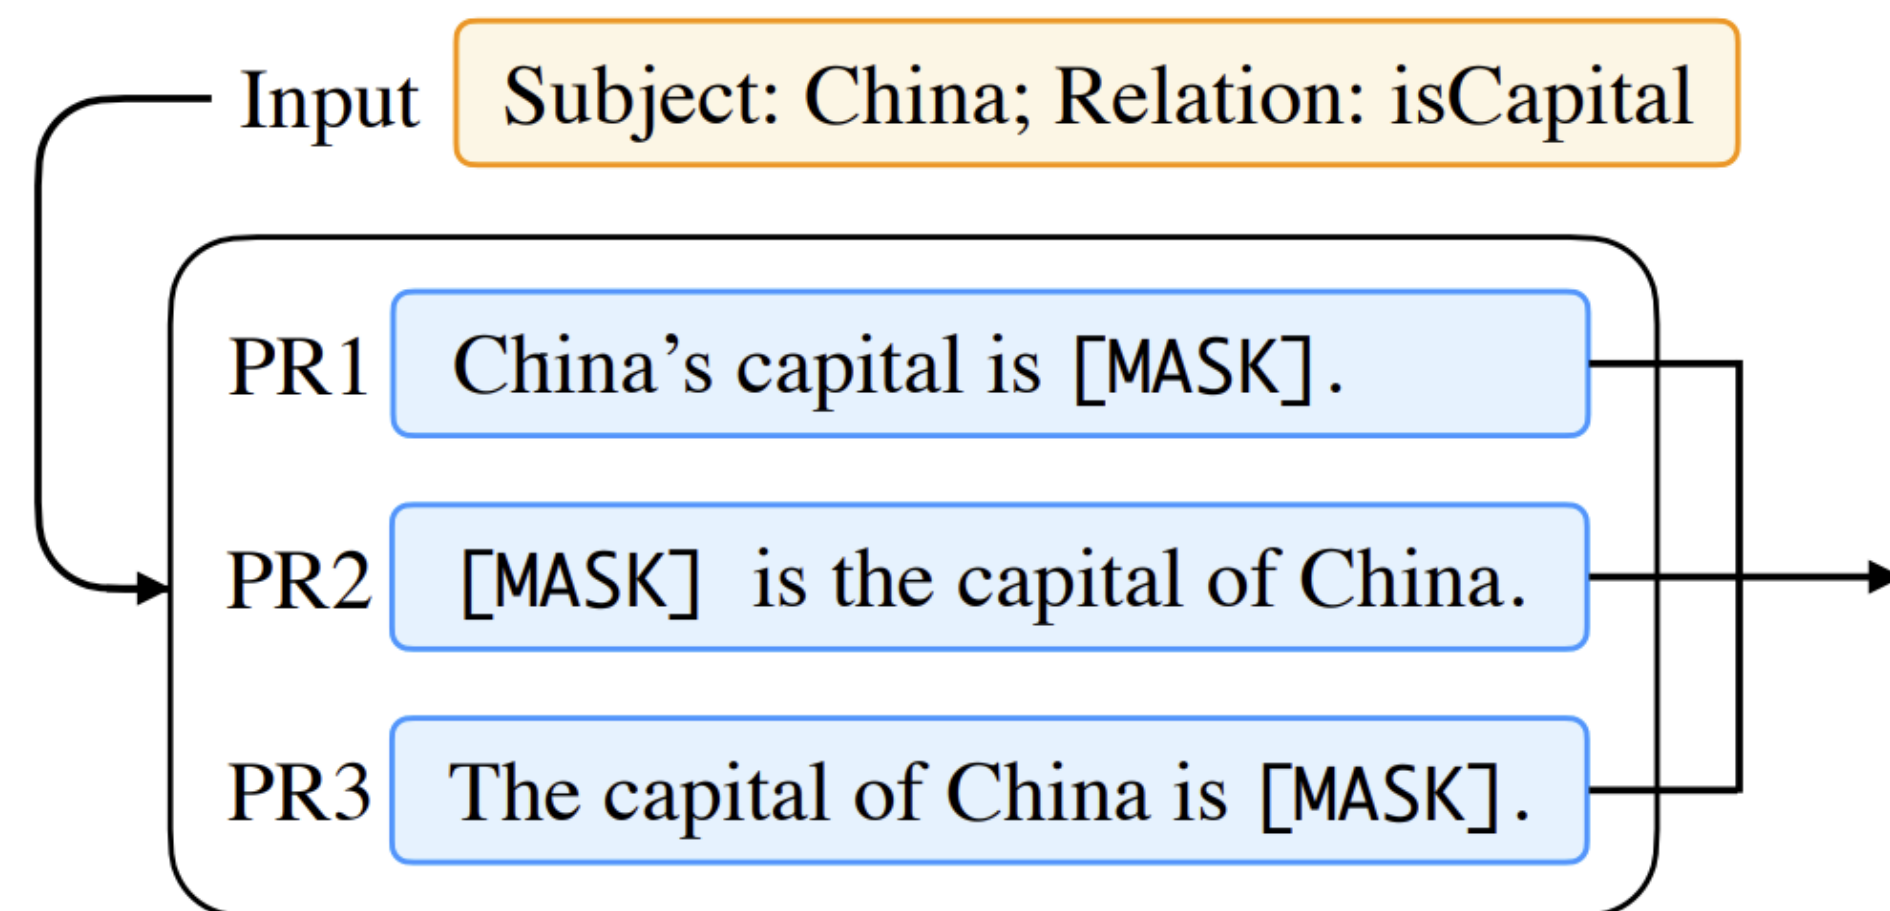 Input Subject: China; Relation: isCapital
PR1 China’s capital is [MASK].
PR2 [MASK] is the capital of China.
PR3 The capital of China is [MASK].